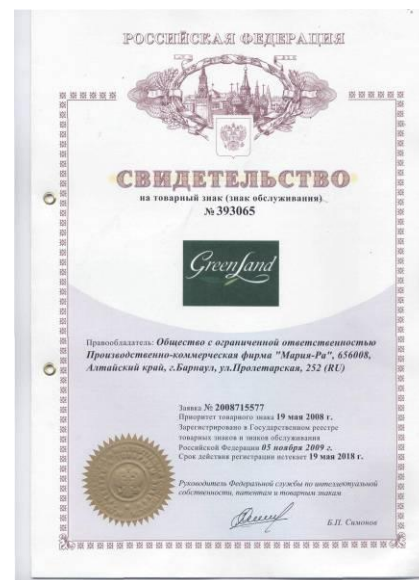 РОССИЙСКАЯ ФЕДЕРАЦИЯ
СВИДЕТЕЛЬСТВО
на товарный знак (знак обслуживания)
№ 393065
GreenLand
Правообладатель: Общество с ограниченной ответственностью
Производственно-коммерческая фирма "Мария-Ра", 656008,
Алтайский край, г.Барнаул, ул.Пролетарская, 252 (RU)
Заявка № 2008715577
Приоритет товарного знака 19 мая 2008 г.
Зарегистрировано в Государственном реестре
товарных знаков и знаков обслуживания
Российской Федерации 05 ноября 2009 г.
Срок действия регистрации истекает 19 мая 2018 г.
Руководитель Федеральной службы по интеллектуальной
собственности, патентам и товарным знакам
Б.П. Симонов